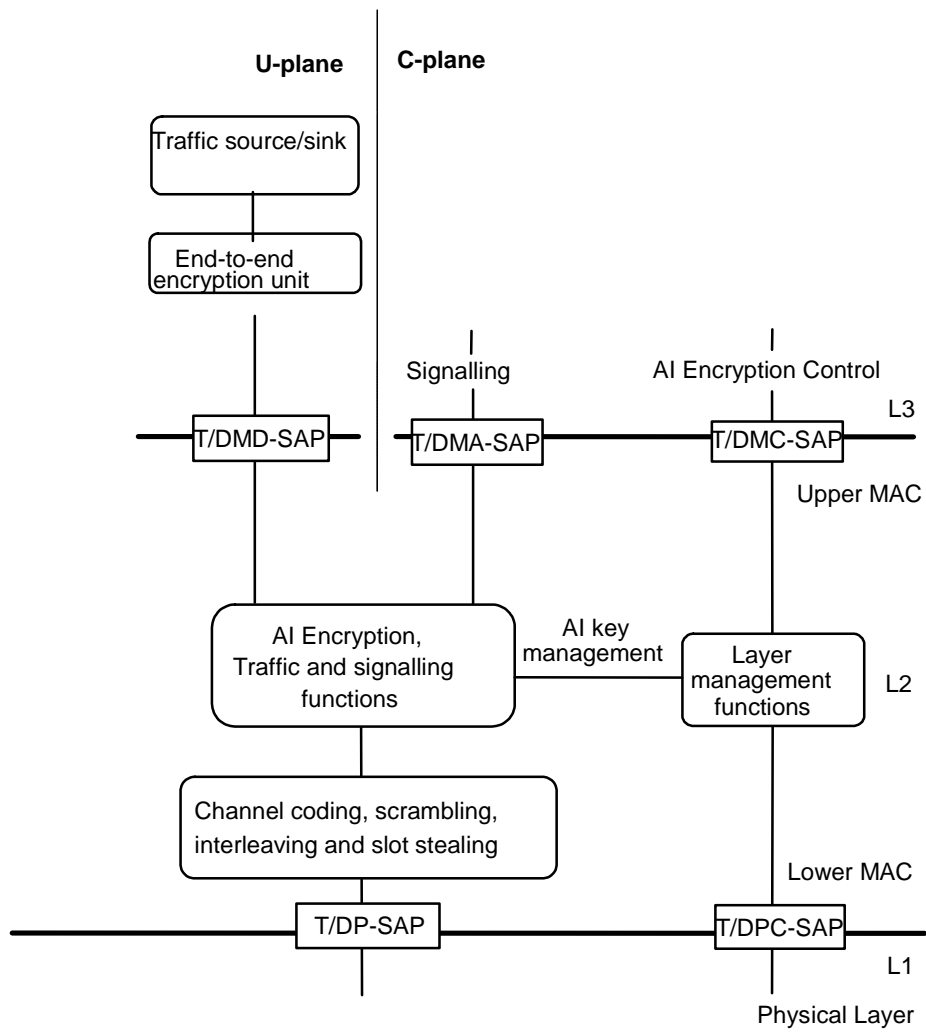 U-plane
C-plane
Traffic source/sink
End-to-end
encryption unit
Signalling
AI Encryption Control
L3
T/DMD-SAP
T/DMA-SAP
T/DMC-SAP
Upper MAC
AI Encryption,
Traffic and signalling
functions
AI key
management
Layer
management
functions
L2
Channel coding, scrambling,
interleaving and slot stealing
Lower MAC
T/DP-SAP
T/DPC-SAP
L1
Physical Layer